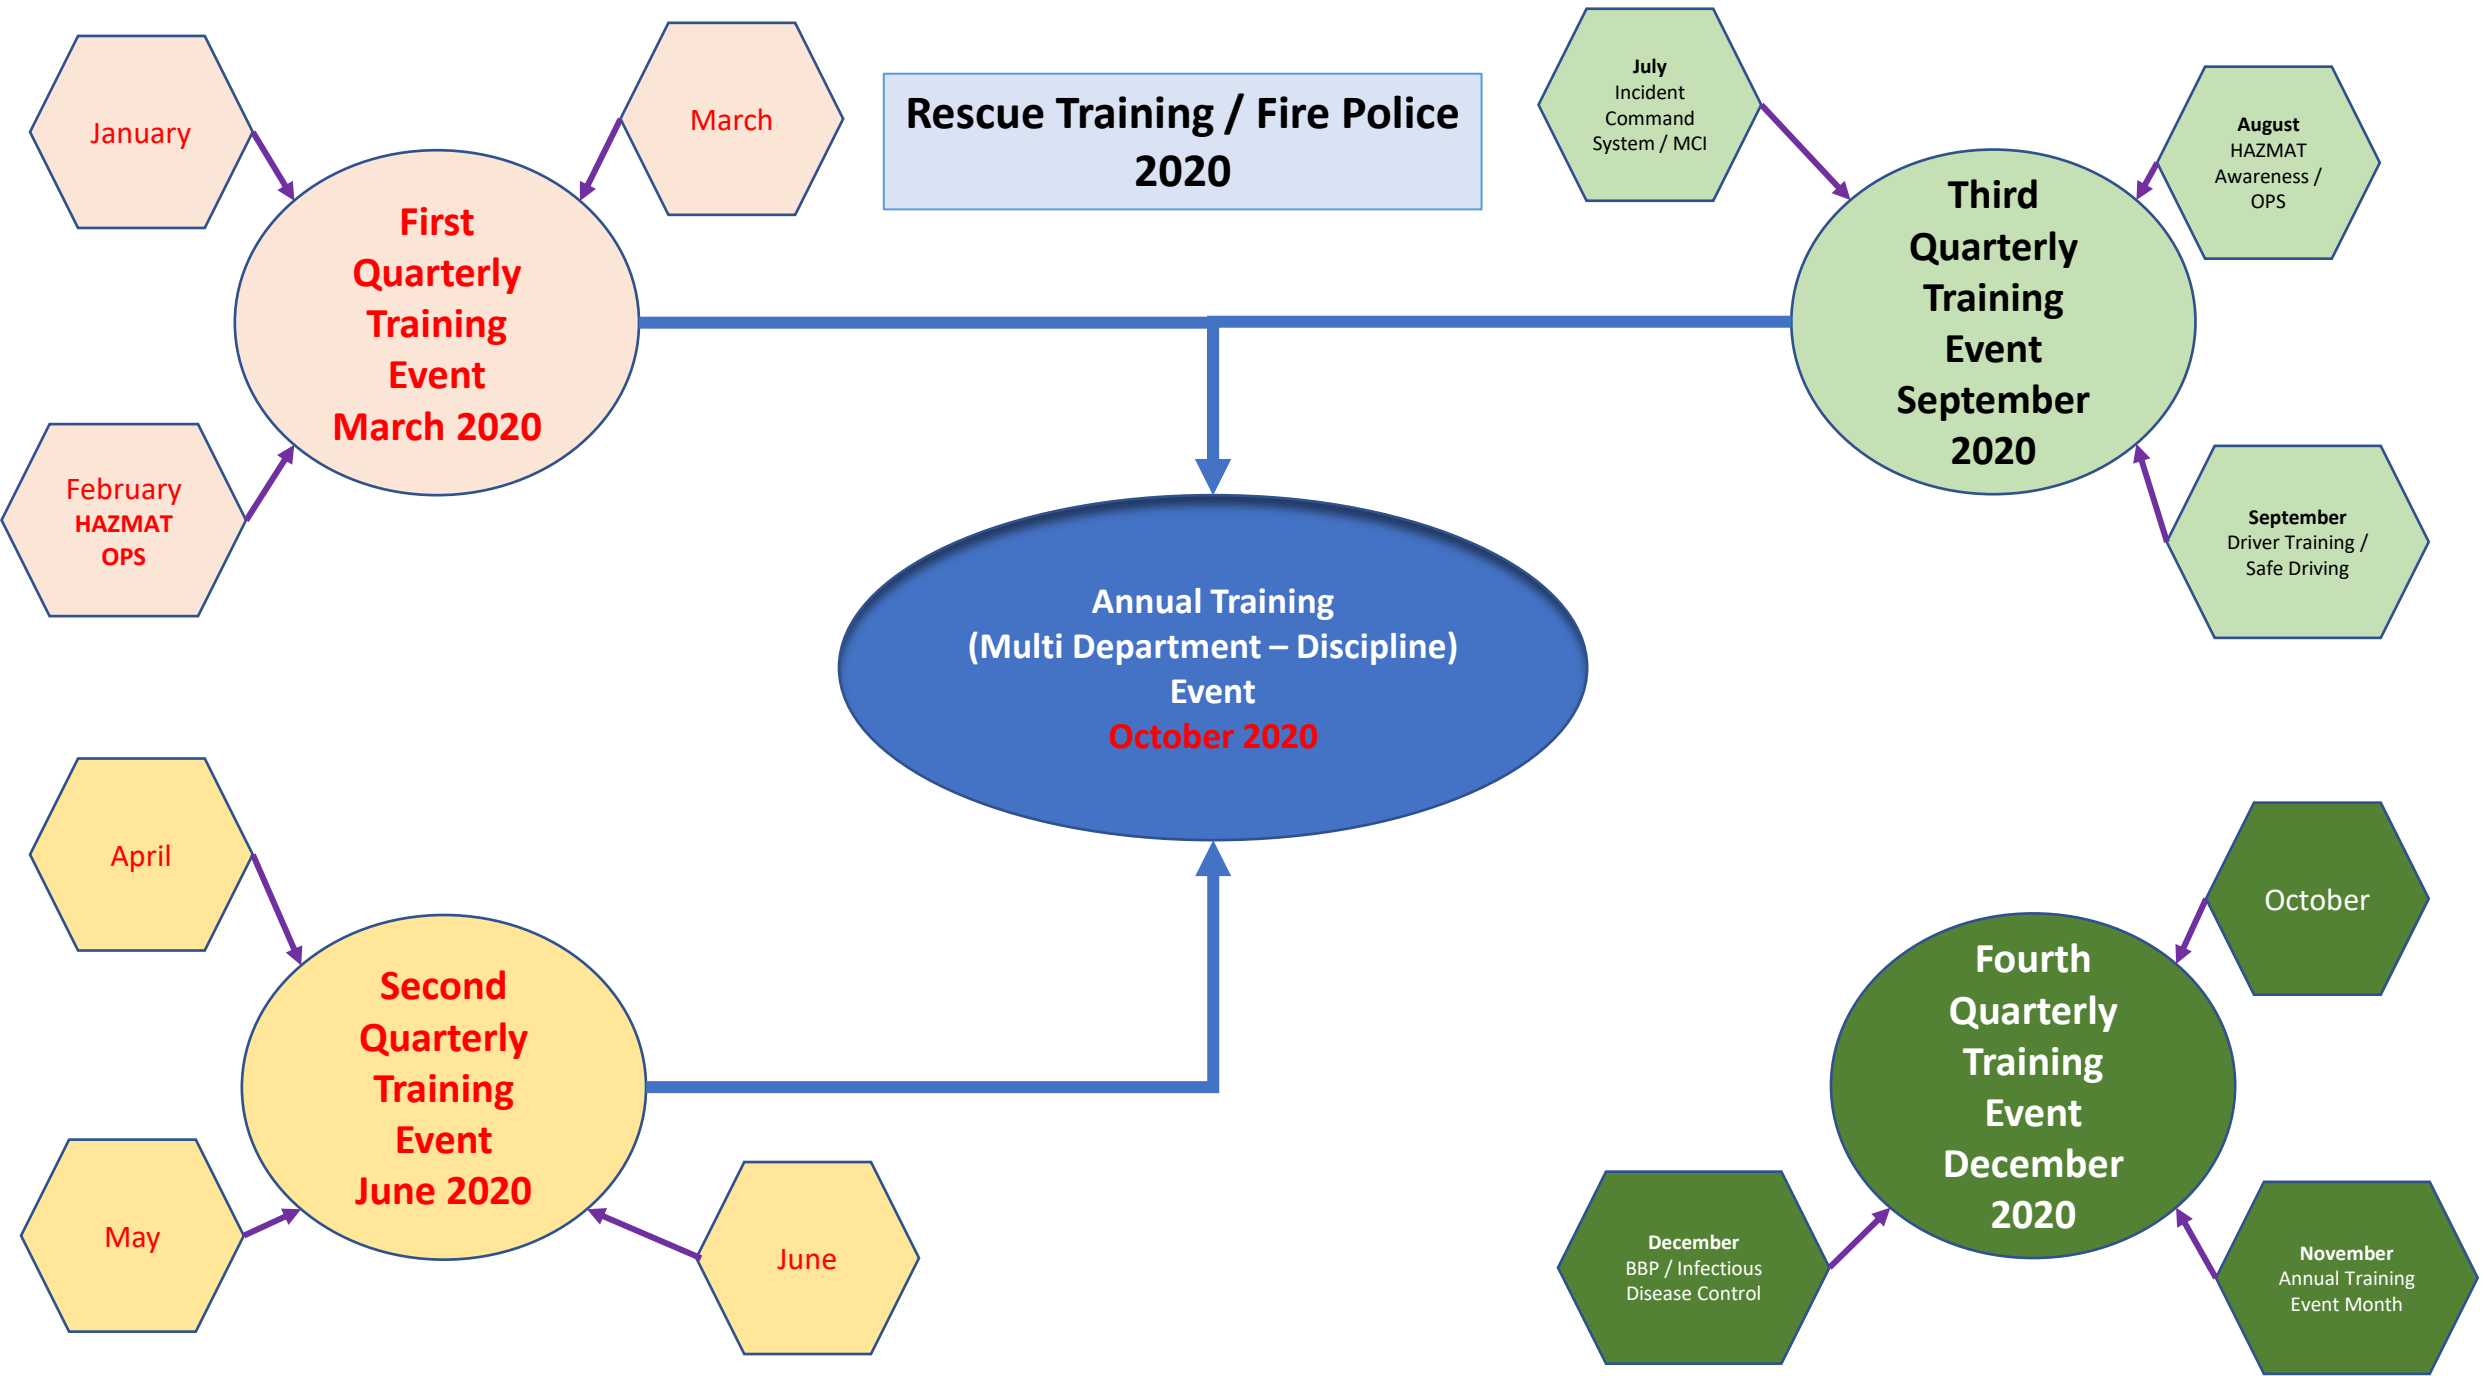 Rescue Training / Fire Police
2020
January
March
First
Quarterly
Training
Event
March 2020
February
HAZMAT
OPS
July
Incident
Command
System / MCI
August
HAZMAT
Awareness /
OPS
Third
Quarterly
Training
Event
September
2020
September
Driver Training /
Safe Driving
Annual Training
(Multi Department – Discipline)
Event
October 2020
April
Second
Quarterly
Training
Event
June 2020
May
June
October
Fourth
Quarterly
Training
Event
December
2020
December
BBP / Infectious
Disease Control
November
Annual Training
Event Month